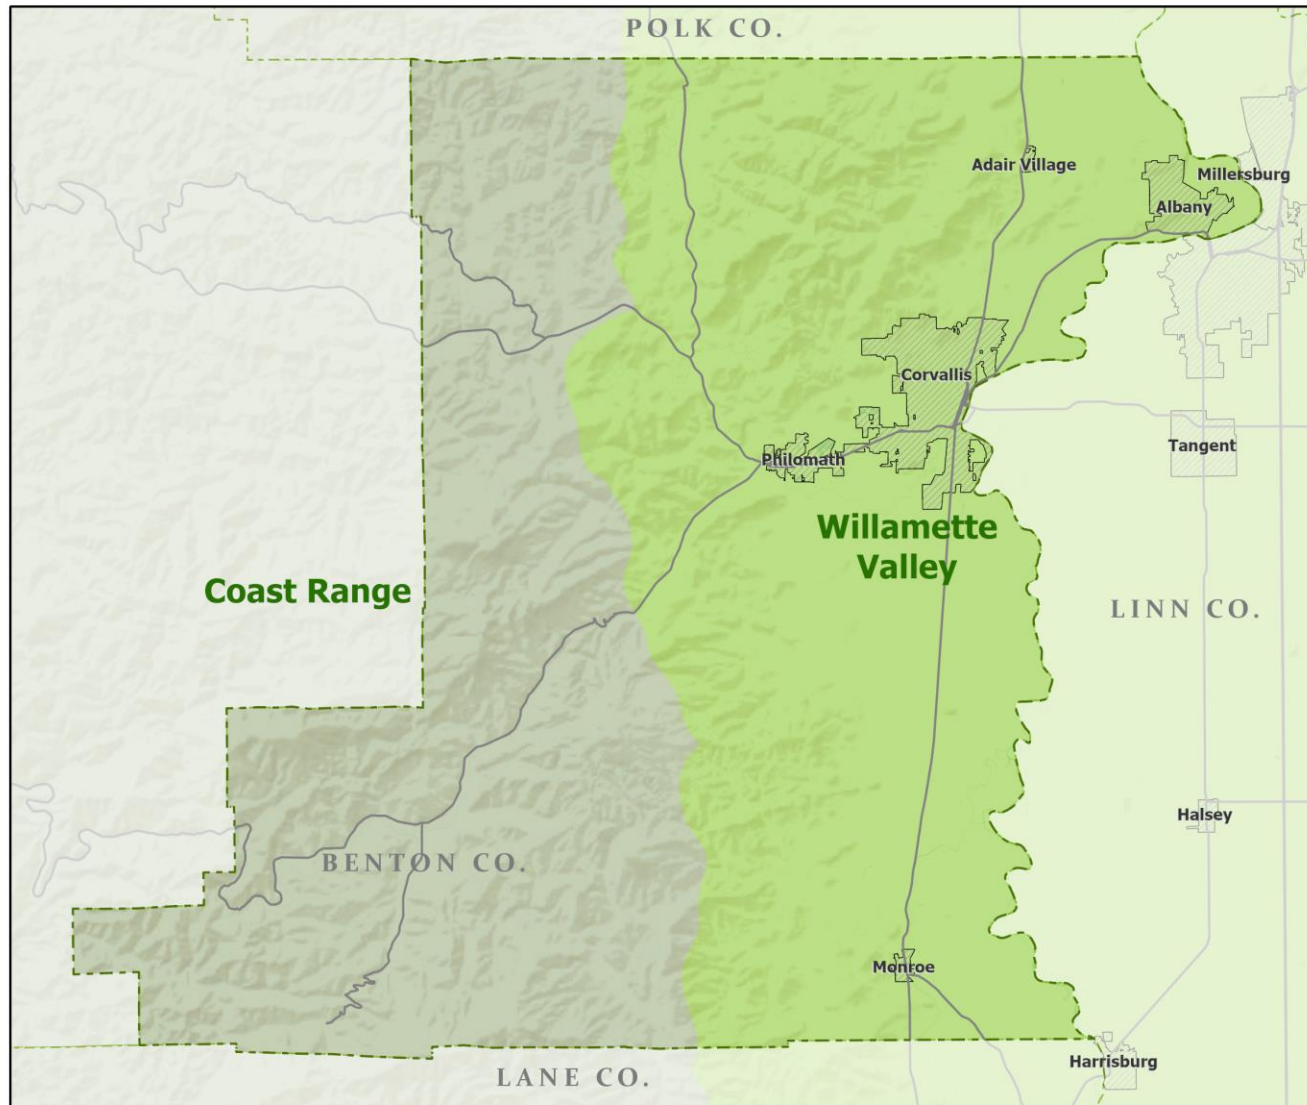 POLK CO.
Adair Village
Millersburg
Albany
Corvallis
Tangent
Philomath
Willamette
Valley
Coast Range
LINN CO.
Halsey
BENTON CO.
Monroe
Harrisburg
LANE CO.